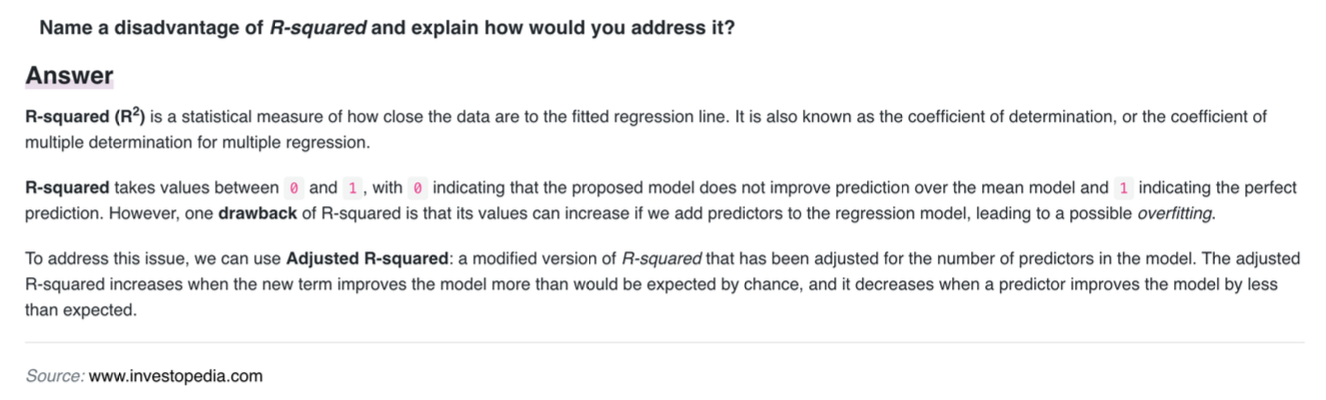 Name a disadvantage of R-squared and explain how would you address it?
Answer
R-squared (R²) is a statistical measure of how close the data are to the fitted regression line. It is also known as the coefficient of determination, or the coefficient of
multiple determination for multiple regression.
R-squared takes values between 0 and 1, with 0 indicating that the proposed model does not improve prediction over the mean model and 1 indicating the perfect
prediction. However, one drawback of R-squared is that its values can increase if we add predictors to the regression model, leading to a possible overfitting.
To address this issue, we can use Adjusted R-squared: a modified version of R-squared that has been adjusted for the number of predictors in the model. The adjusted
R-squared increases when the new term improves the model more than would be expected by chance, and it decreases when a predictor improves the model by less
than expected.
Source: www.investopedia.com